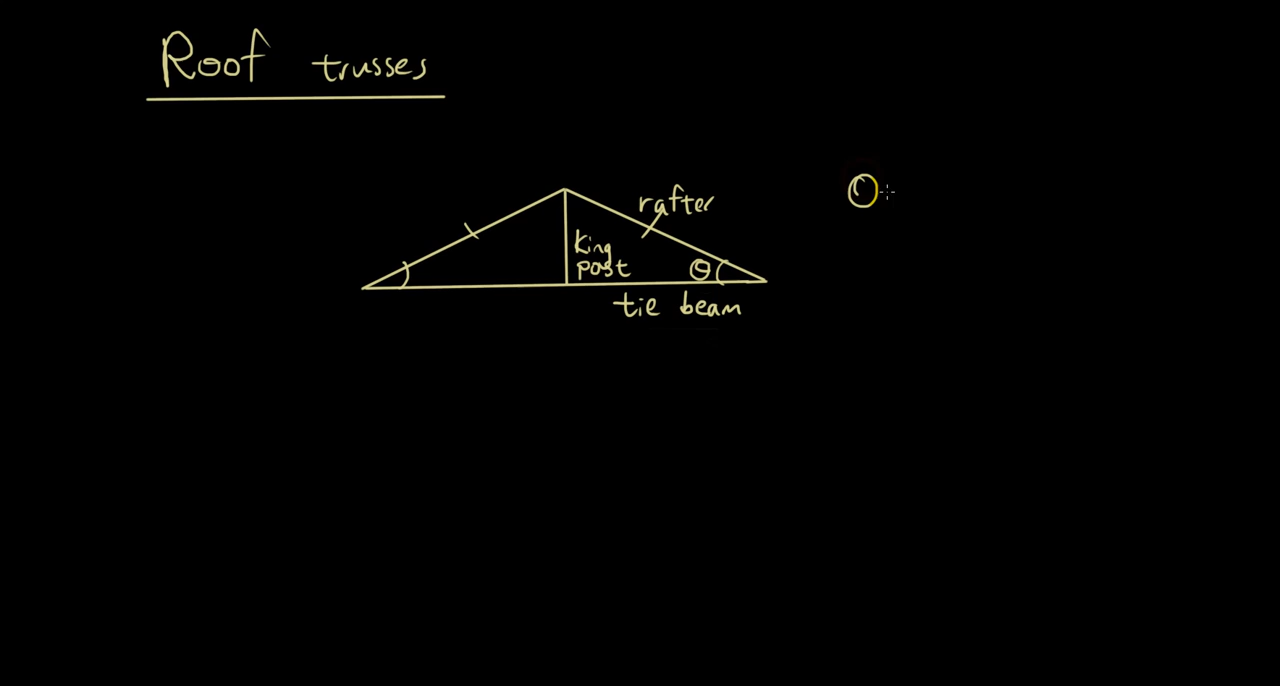 Roof trusses
rafter
King
post
θ
tie beam